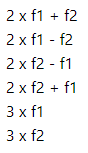 2 x f1 + f2
2 x f1 - f2
2 x f2 - f1
2 x f2 + f1
3 x f1
3 x f2